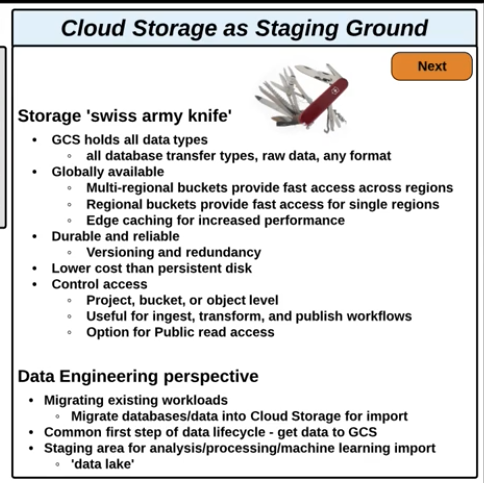 Cloud Storage as Staging Ground
Next
Storage 'swiss army knife'
• GCS holds all data types
◦ all database transfer types, raw data, any format
• Globally available
◦ Multi-regional buckets provide fast access across regions
◦ Regional buckets provide fast access for single regions
◦ Edge caching for increased performance
• Durable and reliable
◦ Versioning and redundancy
• Lower cost than persistent disk
• Control access
◦ Project, bucket, or object level
◦ Useful for ingest, transform, and publish workflows
◦ Option for Public read access
Data Engineering perspective
• Migrating existing workloads
◦ Migrate databases/data into Cloud Storage for import
• Common first step of data lifecycle - get data to GCS
• Staging area for analysis/processing/machine learning import
◦ 'data lake'